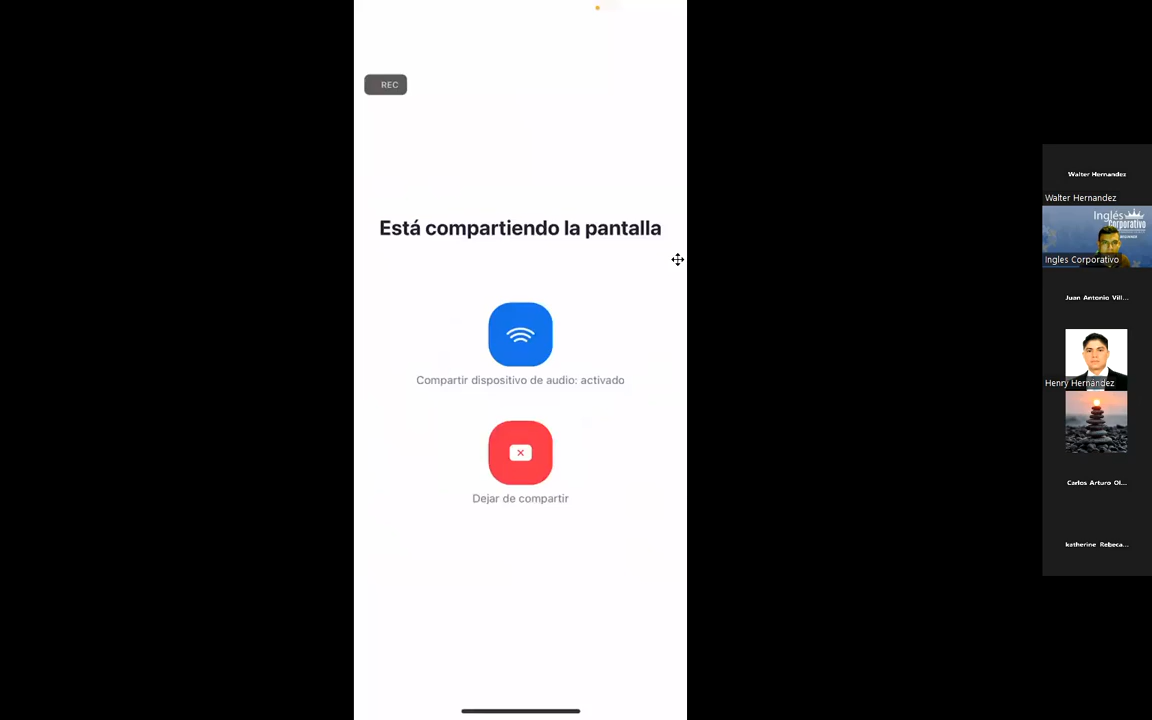 REC
Está compartiendo la pantalla
Compartir dispositivo de audio: activado
Dejar de compartir
Walter Hernandez
Walter Hernandez
Inglés
Corporativo
Ingles Corporativo
Juan Antonio Vill...
Henry Hernández
Carlos Arturo Ol...
katherine Rebeca...